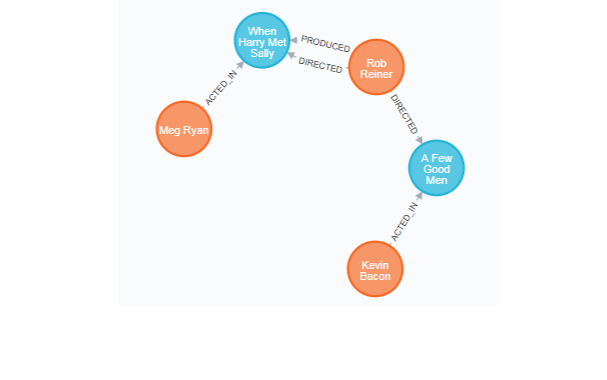 When
Harry Met
Sally
PRODUCED
DIRECTED
Rob
Reiner
ACTED_IN
Meg Ryan
DIRECTED
A Few
Good
Men
ACTED_IN
Kevin
Bacon